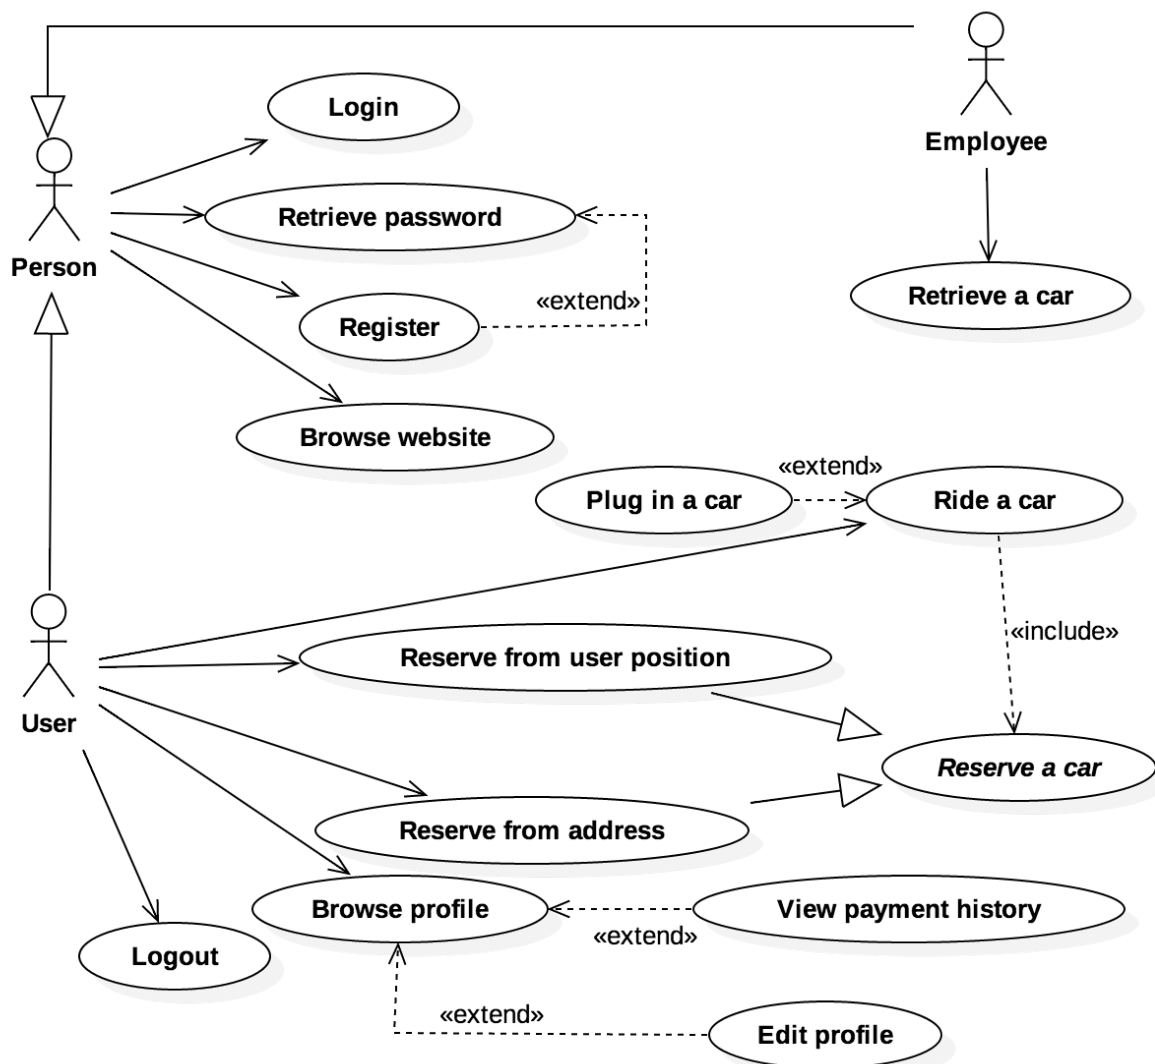 Login
Employee
Retrieve password
Person
«extend»
Retrieve a car
Register
Browse website
«extend»
Plug in a car
Ride a car
«include»
Reserve from user position
User
Reserve a car
Reserve from address
Browse profile
View payment history
«extend»
Logout
«extend»
Edit profile